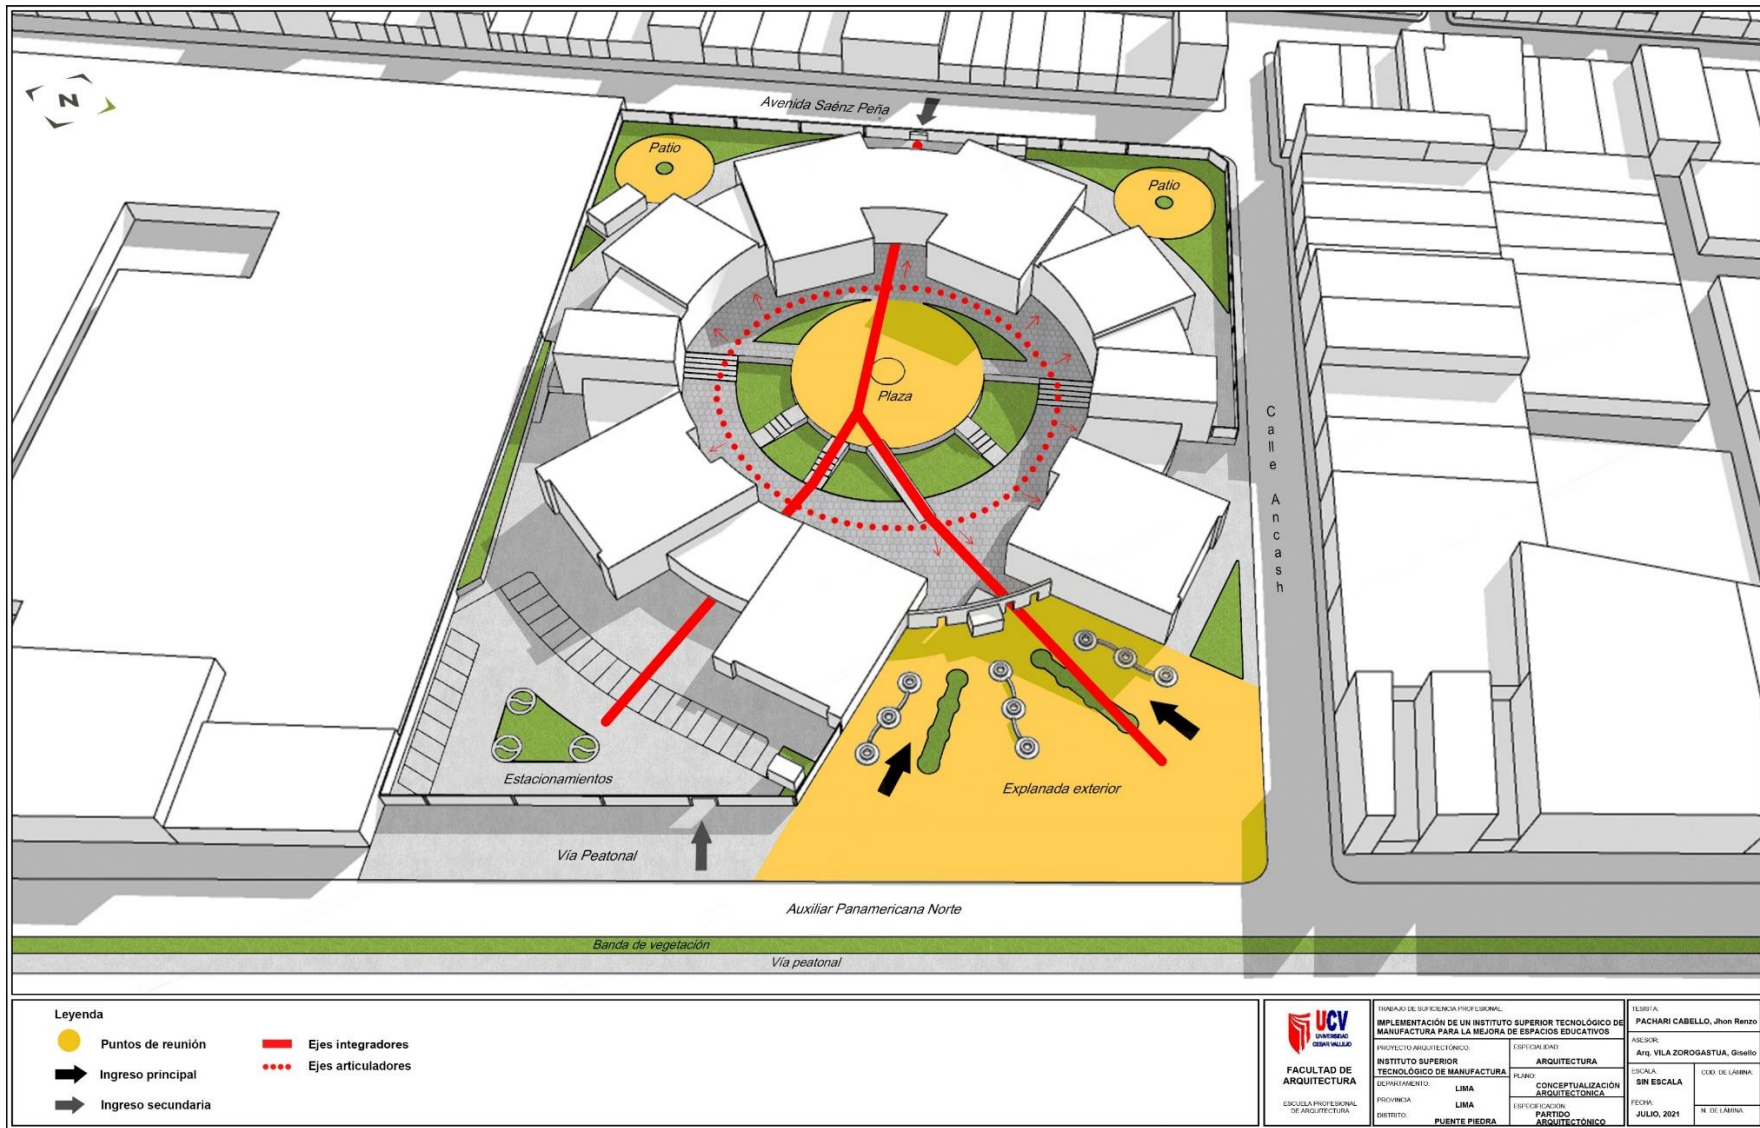 N
Avenida Saénz Peña
Patio
Patio
Plaza
Calle Ancash
Estacionamientos
Explanada exterior
Vía Peatonal
Auxiliar Panamericana Norte
Banda de vegetación
Vía peatonal
Leyenda
Puntos de reunión
Ingreso principal
Ingreso secundaria
Ejes integradores
Ejes articuladores
UCV
UNIVERSIDAD
CESAR VALLEJO
FACULTAD DE
ARQUITECTURA
ESCUELA PROFESIONAL
DE ARQUITECTURA
TRABAJO DE SUFICIENCIA PROFESIONAL:
IMPLEMENTACIÓN DE UN INSTITUTO SUPERIOR TECNOLÓGICO DE
MANUFACTURA PARA LA MEJORA DE ESPACIOS EDUCATIVOS
PROYECTO ARQUITECTÓNICO:
INSTITUTO SUPERIOR
TECNOLÓGICO DE MANUFACTURA
DEPARTAMENTO: LIMA
PROVINCIA: LIMA
DISTRITO: PUENTE PIEDRA
ESPECIALIDAD:
ARQUITECTURA
PLANO:
CONCEPTUALIZACIÓN
ARQUITECTONICA
ESPECIFICACIÓN:
PARTIDO
ARQUITECTÓNICO
TESISTA:
PACHARI CABELLO, Jhon Renzo
ASESOR:
Arq. VILA ZOROGASTUA, Gisello
ESCALA:
SIN ESCALA
FECHA:
JULIO, 2021
COD. DE LÁMINA:
N. DE LÁMINA: